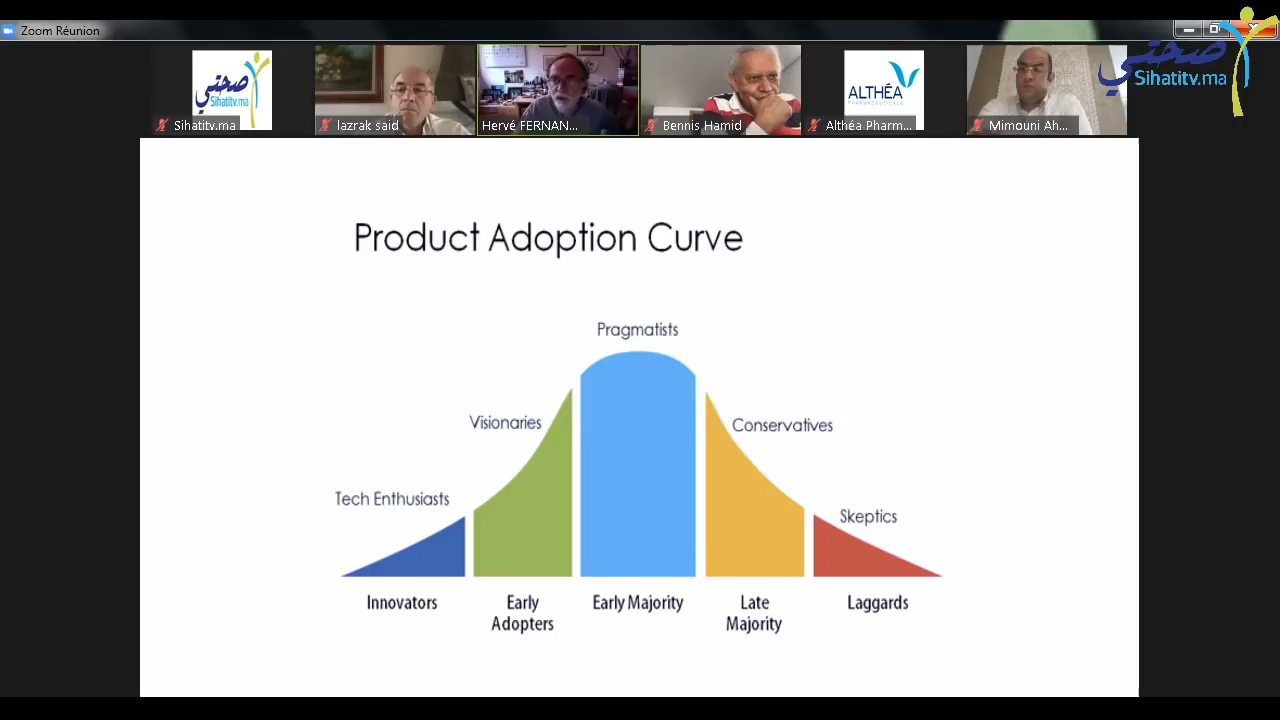 Zoom Réunion
صحتي
Sihatitv.ma
صحتي
Sihatitv.ma
ALTHÉA
PHARMACEUTICALS
Sihatitv.ma
lazrak said
Hervé FERNAN...
Bennis Hamid
Althéa Pharm...
Mimouni Ah...
Product Adoption Curve
Pragmatists
Visionaries
Conservatives
Tech Enthusiasts
Skeptics
Innovators
Early
Adopters
Early Majority
Late
Majority
Laggards